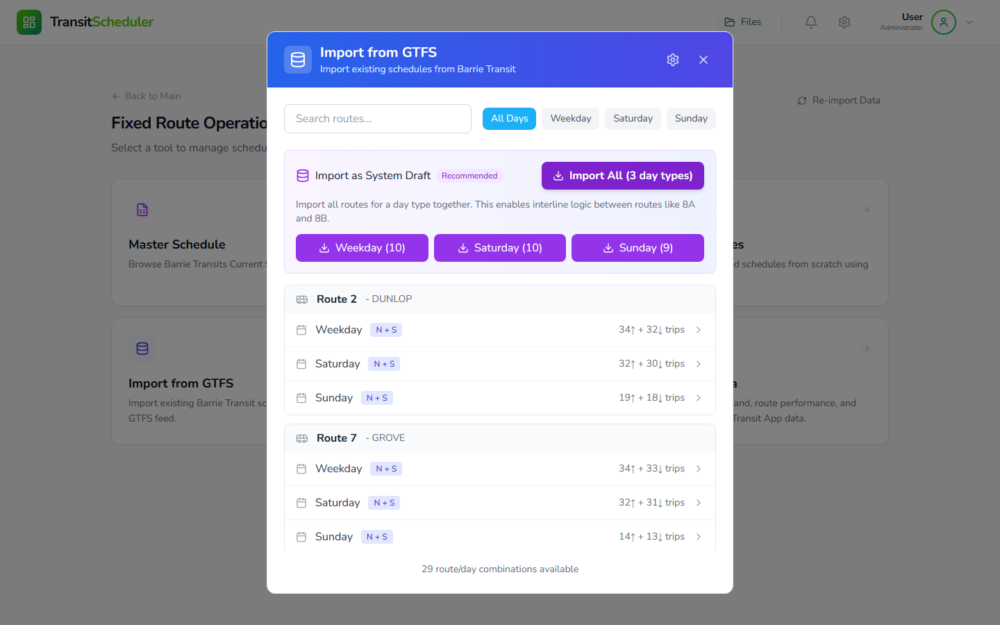 TransitScheduler
Files
User
Administrator
Import from GTFS
Import existing schedules from Barrie Transit
Back to Main
Re-import Data
Fixed Route Operatio
Select a tool to manage schedu
Search routes...
All Days
Weekday
Saturday
Sunday
Import as System Draft
Recommended
Import All (3 day types)
Import all routes for a day type together. This enables interline logic between routes like 8A
and 8B.
Weekday (10)
Saturday (10)
Sunday (9)
Master Schedule
Browse Barrie Transits Current S
es
d schedules from scratch using
Route 2 - DUNLOP
Weekday N + S 34↑ + 32↓ trips
Saturday N + S 32↑ + 30↓ trips
Sunday N + S 19↑ + 18↓ trips
Import from GTFS
Import existing Barrie Transit sc
GTFS feed.
a
and, route performance, and
Transit App data.
Route 7 - GROVE
Weekday N + S 34↑ + 33↓ trips
Saturday N + S 32↑ + 31↓ trips
Sunday N + S 14↑ + 13↓ trips
29 route/day combinations available